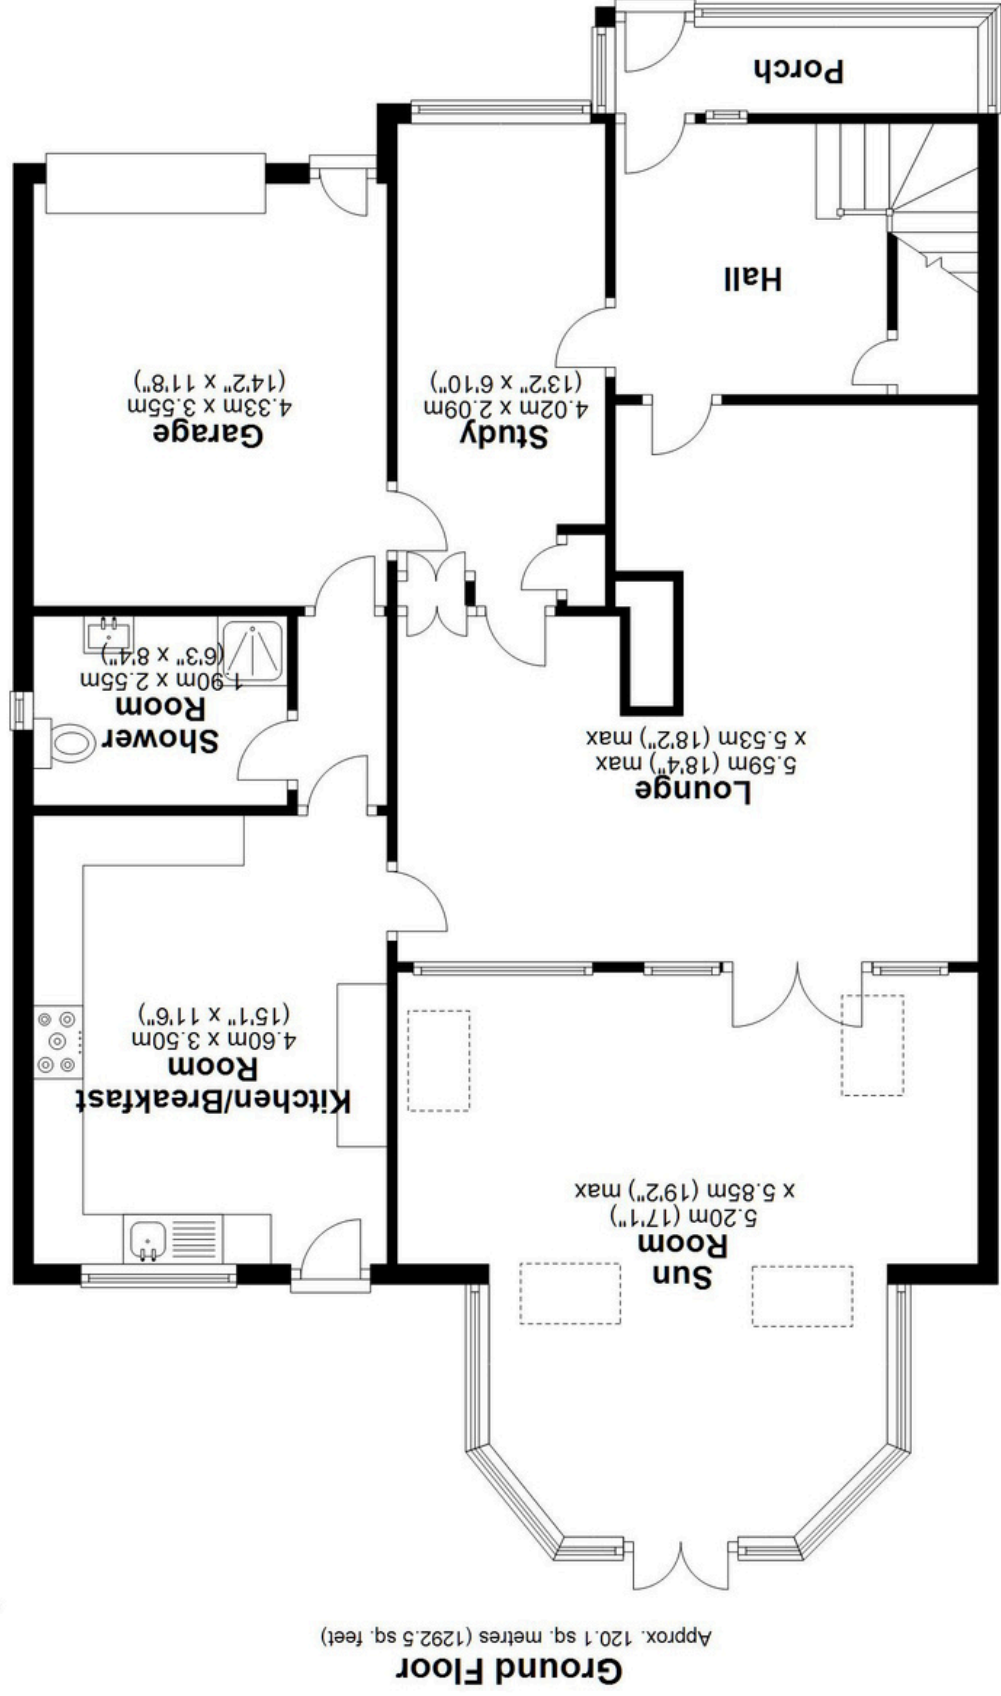 Ground Floor
Approx. 120.1 sq. metres (1292.5 sq. feet)
Sun
Room
5.20m (17'1")
x 5.85m (19'2") max
Kitchen/Breakfast
Room
4.60m x 3.50m
(15'1" x 11'6")
Lounge
5.59m (18'4") max
x 5.53m (18'2") max
Shower
Room
1.90m x 2.55m
(6'3" x 8'4")
Study
4.02m x 2.09m
(13'2" x 6'10")
Garage
4.33m x 3.55m
(14'2" x 11'8")
Hall
Porch